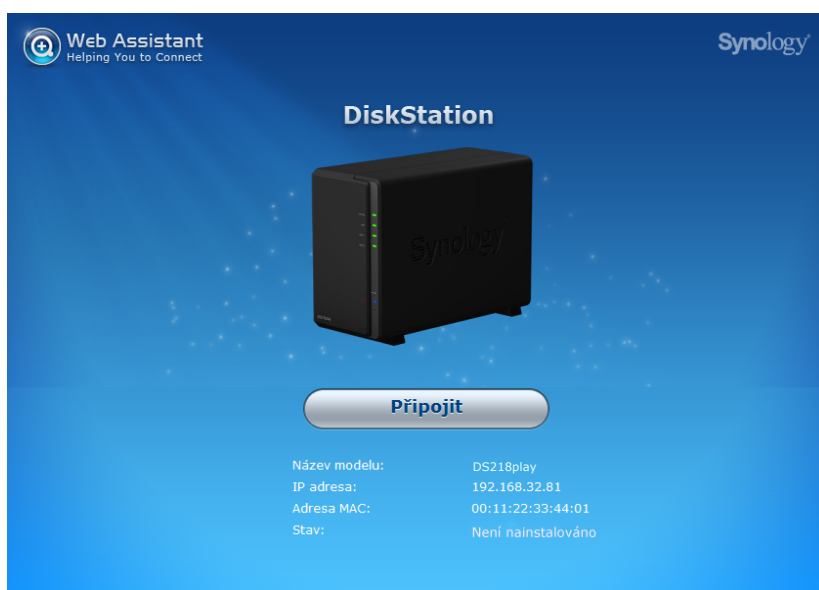 Web Assistant
Helping You to Connect
Synology
DiskStation
Synology
Připojit
Název modelu: DS218play
IP adresa: 192.168.32.81
Adresa MAC: 00:11:22:33:44:01
Stav: Není nainstalováno